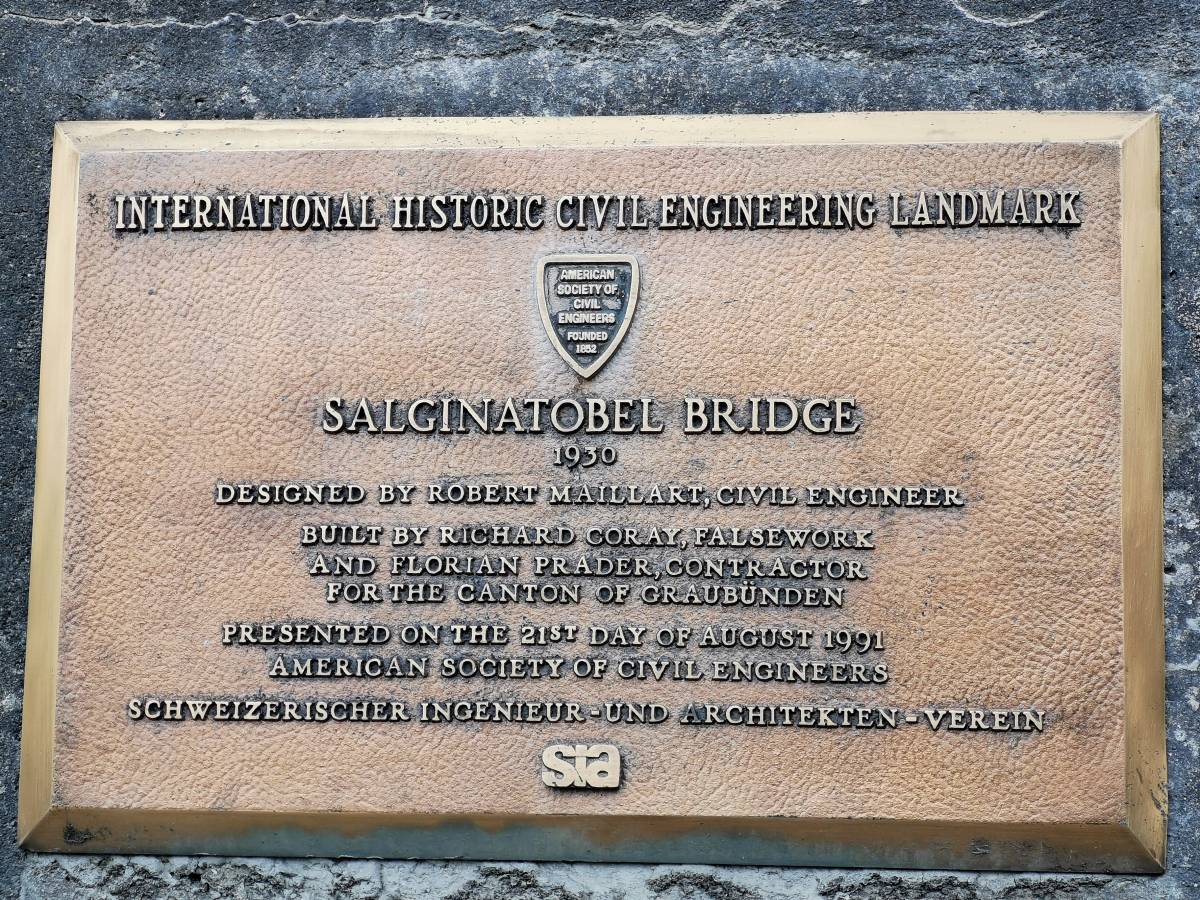 INTERNATIONAL HISTORIC CIVIL ENGINEERING LANDMARK
AMERICAN
SOCIETY OF
CIVIL
ENGINEERS
FOUNDED
1852
SALGINATOBEL BRIDGE
1930
DESIGNED BY ROBERT MAILLART, CIVIL ENGINEER
BUILT BY RICHARD CORAY, FALSEWORK
AND FLORIAN PRADER, CONTRACTOR
FOR THE CANTON OF GRAUBÜNDEN
PRESENTED ON THE 21ST DAY OF AUGUST 1991
AMERICAN SOCIETY OF CIVIL ENGINEERS
SCHWEIZERISCHER INGENIEUR-UND ARCHITEKTEN-VEREIN
sia